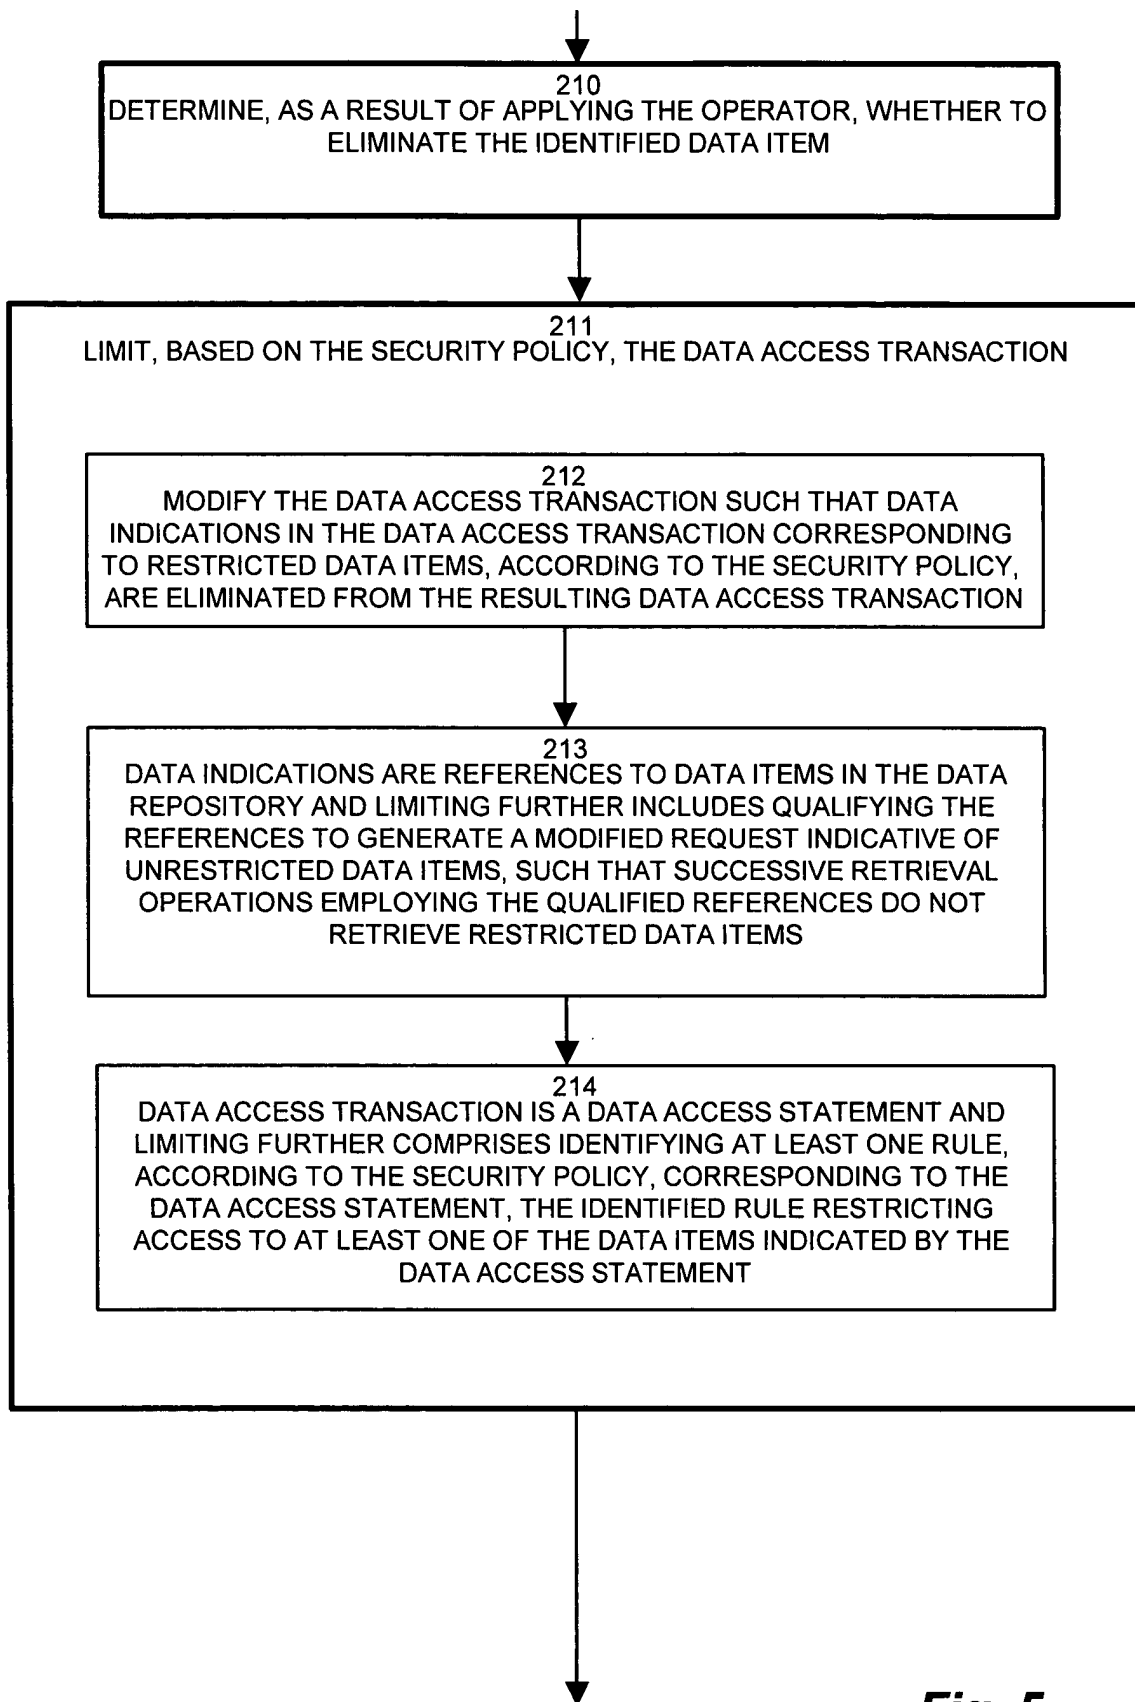 210
DETERMINE, AS A RESULT OF APPLYING THE OPERATOR, WHETHER TO
ELIMINATE THE IDENTIFIED DATA ITEM
211
LIMIT, BASED ON THE SECURITY POLICY, THE DATA ACCESS TRANSACTION
212
MODIFY THE DATA ACCESS TRANSACTION SUCH THAT DATA
INDICATIONS IN THE DATA ACCESS TRANSACTION CORRESPONDING
TO RESTRICTED DATA ITEMS, ACCORDING TO THE SECURITY POLICY,
ARE ELIMINATED FROM THE RESULTING DATA ACCESS TRANSACTION
213
DATA INDICATIONS ARE REFERENCES TO DATA ITEMS IN THE DATA
REPOSITORY AND LIMITING FURTHER INCLUDES QUALIFYING THE
REFERENCES TO GENERATE A MODIFIED REQUEST INDICATIVE OF
UNRESTRICTED DATA ITEMS, SUCH THAT SUCCESSIVE RETRIEVAL
OPERATIONS EMPLOYING THE QUALIFIED REFERENCES DO NOT
RETRIEVE RESTRICTED DATA ITEMS
214
DATA ACCESS TRANSACTION IS A DATA ACCESS STATEMENT AND
LIMITING FURTHER COMPRISES IDENTIFYING AT LEAST ONE RULE,
ACCORDING TO THE SECURITY POLICY, CORRESPONDING TO THE
DATA ACCESS STATEMENT, THE IDENTIFIED RULE RESTRICTING
ACCESS TO AT LEAST ONE OF THE DATA ITEMS INDICATED BY THE
DATA ACCESS STATEMENT
Fig. 5